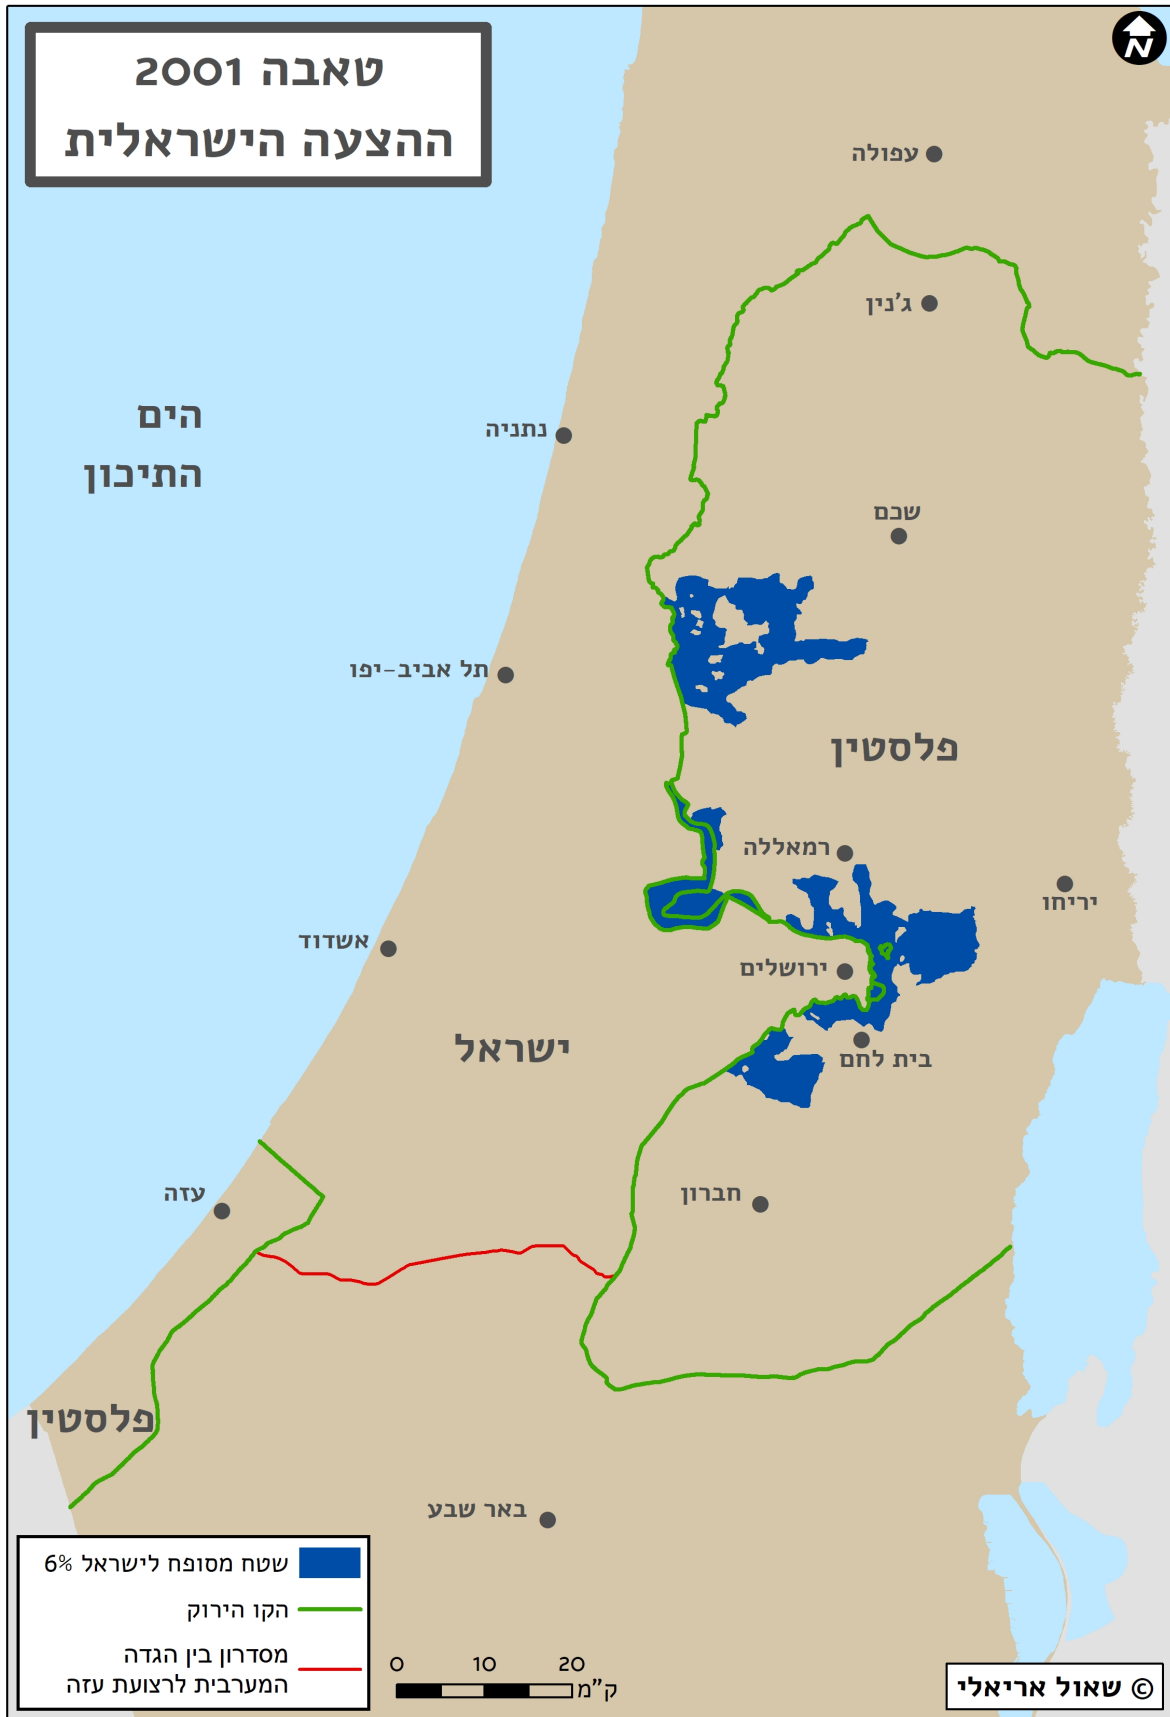 טאבה 2001
ההצעה הישראלית
N
עפולה
ג'נין
הים
התיכון
נתניה
שכם
תל אביב-יפו
פלסטין
רמאללה
יריחו
אשדוד
ירושלים
ישראל
בית לחם
עזה
חברון
פלסטין
באר שבע
שטח מסופח לישראל 6%
הקו הירוק
מסדרון בין הגדה
המערבית לרצועת עזה
0 10 20
ק"מ
© שאול אריאלי